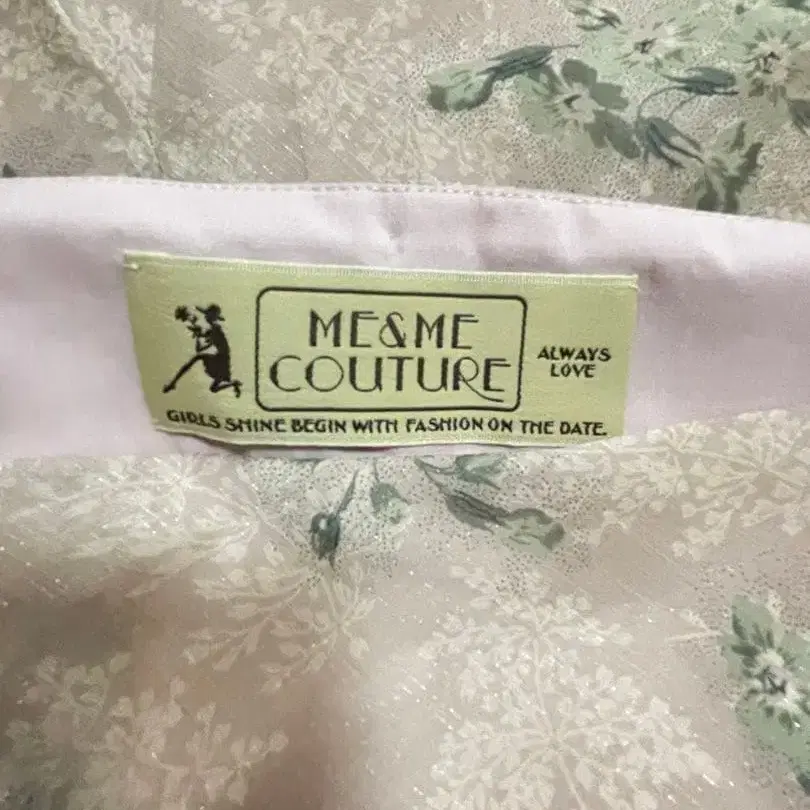 ME&ME
COUTURE
ALWAYS
LOVE
GIRLS SHINE BEGIN WITH FASHION ON THE DATE.